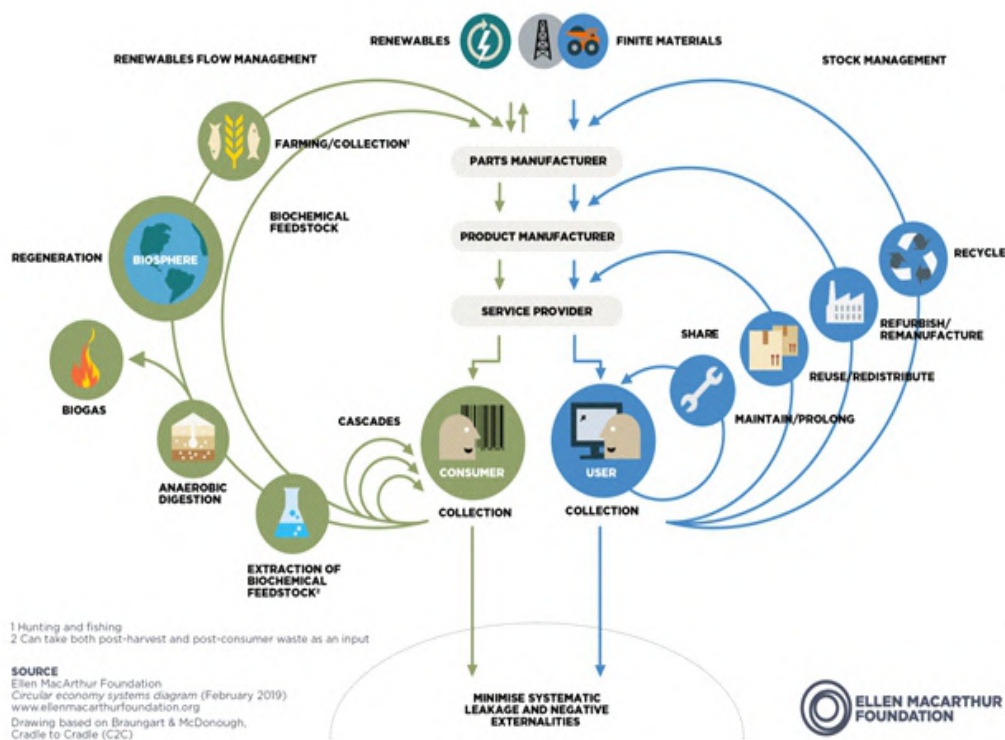 RENEWABLES
FINITE MATERIALS
RENEWABLES FLOW MANAGEMENT
STOCK MANAGEMENT
FARMING/COLLECTION¹
PARTS MANUFACTURER
BIOCHEMICAL
FEEDSTOCK
REGENERATION
BIOSPHERE
PRODUCT MANUFACTURER
RECYCLE
SERVICE PROVIDER
SHARE
REFURBISH/
REMANUFACTURE
REUSE/REDISTRIBUTE
BIOGAS
CASCADES
MAINTAIN/PROLONG
CONSUMER
USER
ANAEROBIC
DIGESTION
COLLECTION
COLLECTION
EXTRACTION OF
BIOCHEMICAL
FEEDSTOCK²
1 Hunting and fishing
2 Can take both post-harvest and post-consumer waste as an input
SOURCE
Ellen MacArthur Foundation
Circular economy systems diagram (February 2019)
www.ellenmacarthurfoundation.org
Drawing based on Braungart & McDonough,
Cradle to Cradle (C2C)
MINIMISE SYSTEMATIC
LEAKAGE AND NEGATIVE
EXTERNALITIES
ELLEN MACARTHUR
FOUNDATION